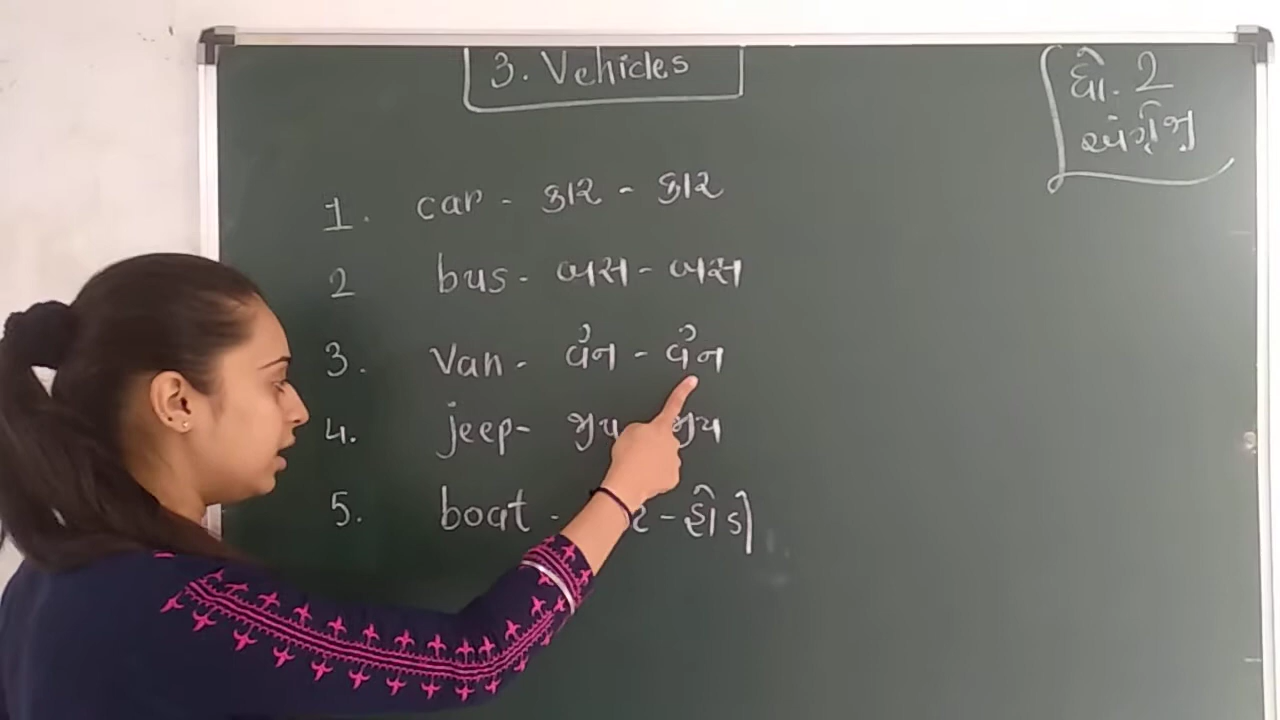 3. Vehicles
ધો. 2
અંગ્રેજી
1. car - કાર - કાર
2 bus - બસ - બસ
3. Van - વૅન - વૅન
4. jeep - જીપ જીપ
5. boat - - હોડી